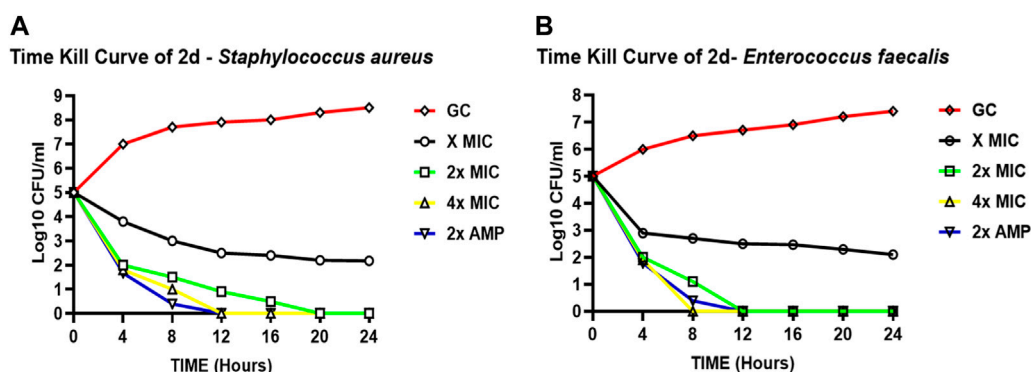 A
Time Kill Curve of 2d - Staphylococcus aureus
9
8
7
6
5
4
3
2
1
0
Log10 CFU/ml
0 4 8 12 16 20 24
TIME (Hours)
GC
X MIC
2x MIC
4x MIC
2x AMP
B
Time Kill Curve of 2d- Enterococcus faecalis
8
7
6
5
4
3
2
1
0
Log10 CFU/ml
0 4 8 12 16 20 24
TIME (Hours)
GC
X MIC
2x MIC
4x MIC
2x AMP